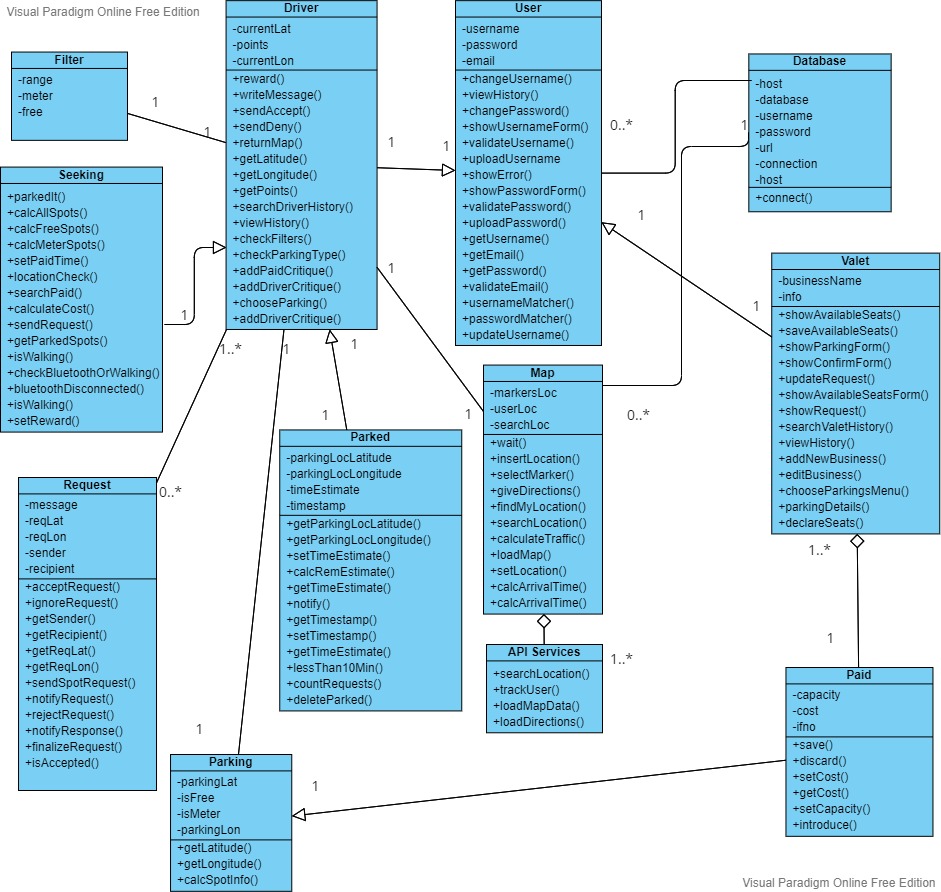 Visual Paradigm Online Free Edition
Driver
-currentLat
-points
-currentLon
+reward()
+writeMessage()
+sendAccept()
+sendDeny()
+returnMap()
+getLatitude()
+getLongitude()
+getPoints()
+searchDriverHistory()
+viewHistory()
+checkFilters()
+checkParkingType()
+addPaidCritique()
+addDriverCritique()
+chooseParking()
+addDriverCritique()
User
-username
-password
-email
+changeUsername()
+viewHistory()
+changePassword()
+showUsernameForm()
+validateUsername()
+uploadUsername
+showError()
+showPasswordForm()
+validatePassword()
+uploadPassword()
+getUsername()
+getEmail()
+getPassword()
+validateEmail()
+usernameMatcher()
+passwordMatcher()
+updateUsername()
Filter
-range
-meter
-free
1
1
1
1
0..*
1
Database
-host
-database
-username
-password
-url
-connection
-host
+connect()
Seeking
+parkedIt()
+calcAllSpots()
+calcFreeSpots()
+calcMeterSpots()
+setPaidTime()
+locationCheck()
+searchPaid()
+calculateCost()
+sendRequest()
+getParkedSpots()
+isWalking()
+checkBluetoothOrWalking()
+bluetoothDisconnected()
+isWalking()
+setReward()
1
1
1
1
Valet
-businessName
-info
+showAvailableSeats()
+saveAvailableSeats()
+showParkingForm()
+showConfirmForm()
+updateRequest()
+showAvailableSeatsForm()
+showRequest()
+searchValetHistory()
+viewHistory()
+addNewBusiness()
+editBusiness()
+chooseParkingsMenu()
+parkingDetails()
+declareSeats()
1..*
1
1
1
1
0..*
Map
-markersLoc
-userLoc
-searchLoc
+wait()
+insertLocation()
+selectMarker()
+giveDirections()
+findMyLocation()
+searchLocation()
+calculateTraffic()
+loadMap()
+setLocation()
+calcArrivalTime()
+calcArrivalTime()
Parked
-parkingLocLatitude
-parkingLocLongitude
-timeEstimate
-timestamp
+getParkingLocLatitude()
+getParkingLocLongitude()
+setTimeEstimate()
+calcRemEstimate()
+getTimeEstimate()
+notify()
+getTimestamp()
+setTimestamp()
+getTimeEstimate()
+lessThan10Min()
+countRequests()
+deleteParked()
0..*
Request
-message
-reqLat
-reqLon
-sender
-recipient
+acceptRequest()
+ignoreRequest()
+getSender()
+getRecipient()
+getReqLat()
+getReqLon()
+sendSpotRequest()
+notifyRequest()
+rejectRequest()
+notifyResponse()
+finalizeRequest()
+isAccepted()
1..*
1
API Services
+searchLocation()
+trackUser()
+loadMapData()
+loadDirections()
1..*
Paid
-capacity
-cost
-ifno
+save()
+discard()
+setCost()
+getCost()
+setCapacity()
+introduce()
1
1
Parking
-parkingLat
-isFree
-isMeter
-parkingLon
+getLatitude()
+getLongitude()
+calcSpotInfo()
Visual Paradigm Online Free Edition